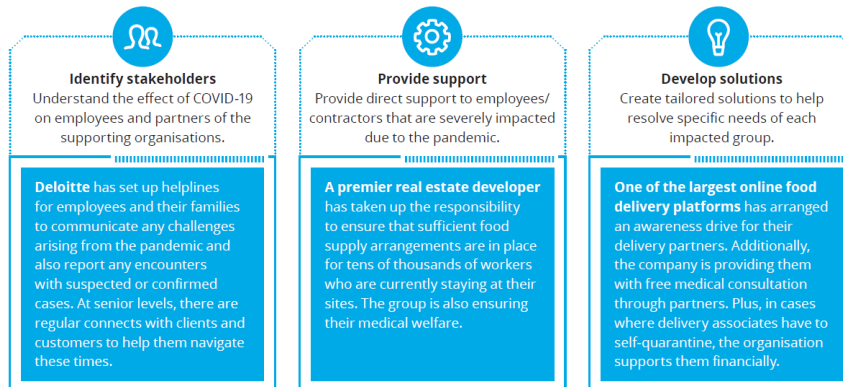 Identify stakeholders
Understand the effect of COVID-19
on employees and partners of the
supporting organisations.
Deloitte has set up helplines
for employees and their families
to communicate any challenges
arising from the pandemic and
also report any encounters
with suspected or confirmed
cases. At senior levels, there are
regular connects with clients and
customers to help them navigate
these times.
Provide support
Provide direct support to employees/
contractors that are severely impacted
due to the pandemic.
A premier real estate developer
has taken up the responsibility
to ensure that sufficient food
supply arrangements are in place
for tens of thousands of workers
who are currently staying at their
sites. The group is also ensuring
their medical welfare.
Develop solutions
Create tailored solutions to help
resolve specific needs of each
impacted group.
One of the largest online food
delivery platforms has arranged
an awareness drive for their
delivery partners. Additionally,
the company is providing them
with free medical consultation
through partners. Plus, in cases
where delivery associates have to
self-quarantine, the organisation
supports them financially.